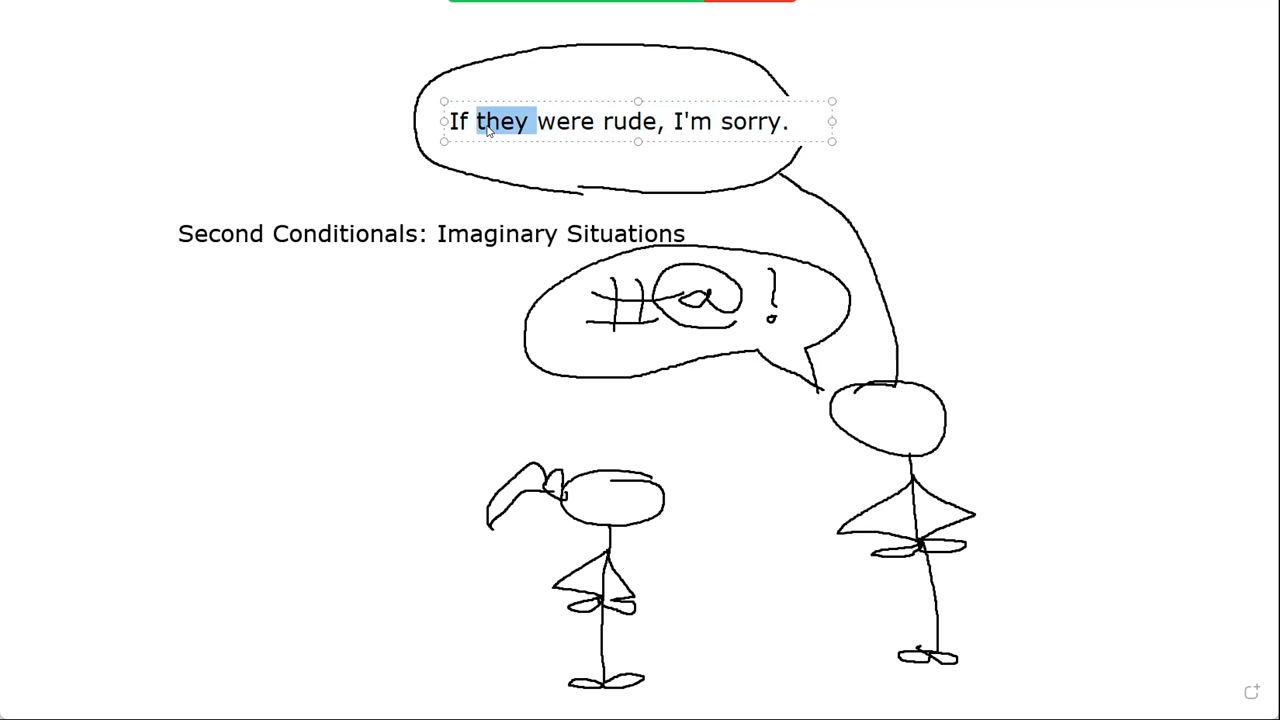 If they were rude, I'm sorry.
Second Conditionals: Imaginary Situations
#@!